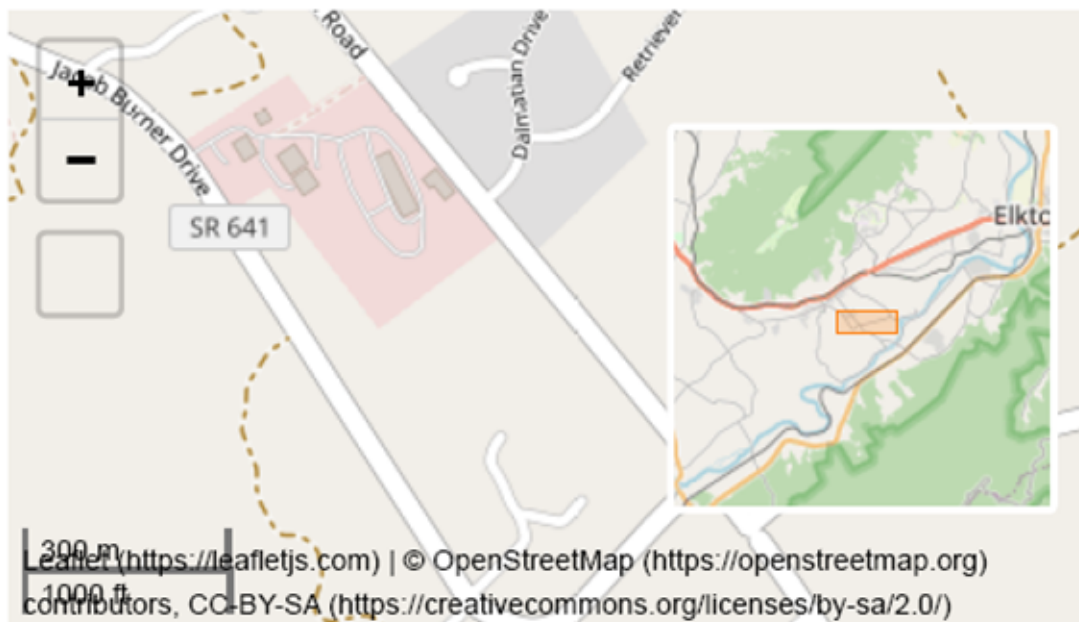 Road
Dalmatian Drive
Retriever
+
Jacob Burner Drive
−
SR 641
Elkto
300 m
Leaflet (https://leafletjs.com) | © OpenStreetMap (https://openstreetmap.org)
1000 ft
contributors, CC-BY-SA (https://creativecommons.org/licenses/by-sa/2.0/)